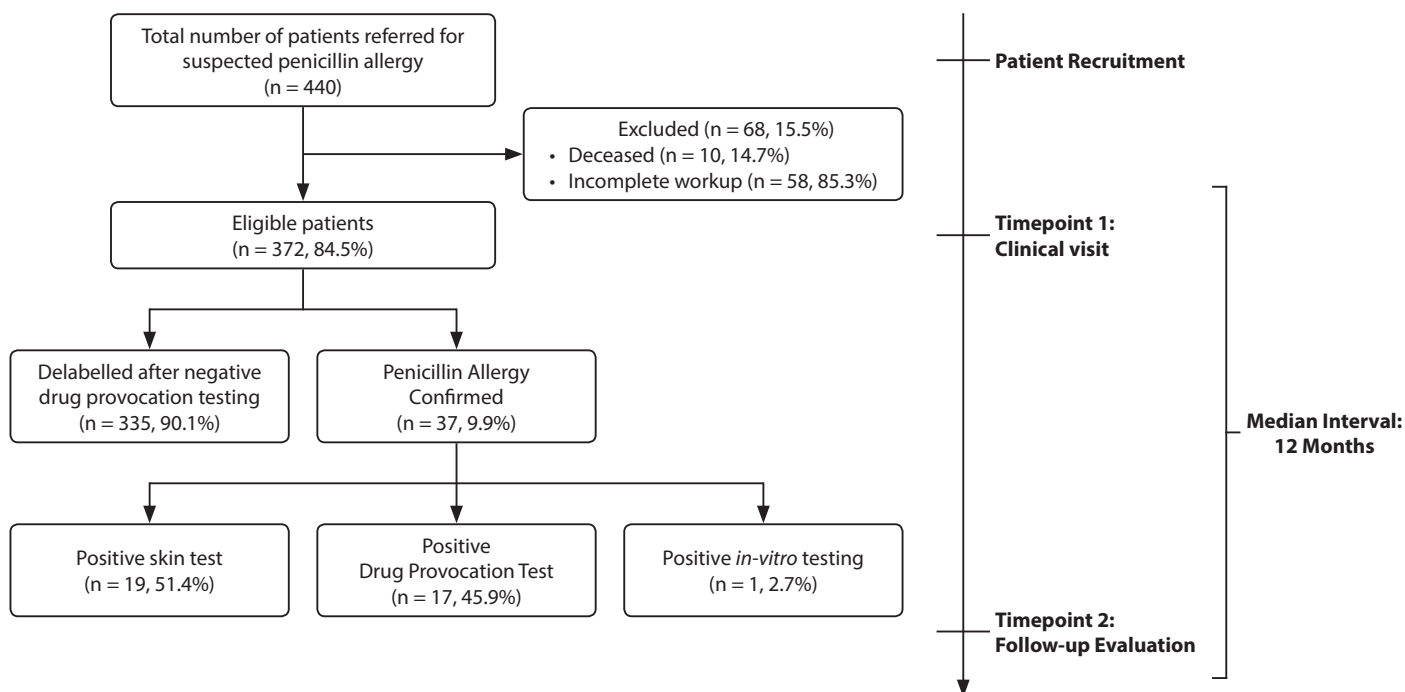 Total number of patients referred for
suspected penicillin allergy
(n = 440)
Patient Recruitment
Excluded (n = 68, 15.5%)
• Deceased (n = 10, 14.7%)
• Incomplete workup (n = 58, 85.3%)
Eligible patients
(n = 372, 84.5%)
Timepoint 1:
Clinical visit
Delabelled after negative
drug provocation testing
(n = 335, 90.1%)
Penicillin Allergy
Confirmed
(n = 37, 9.9%)
Median Interval:
12 Months
Positive skin test
(n = 19, 51.4%)
Positive
Drug Provocation Test
(n = 17, 45.9%)
Positive in-vitro testing
(n = 1, 2.7%)
Timepoint 2:
Follow-up Evaluation